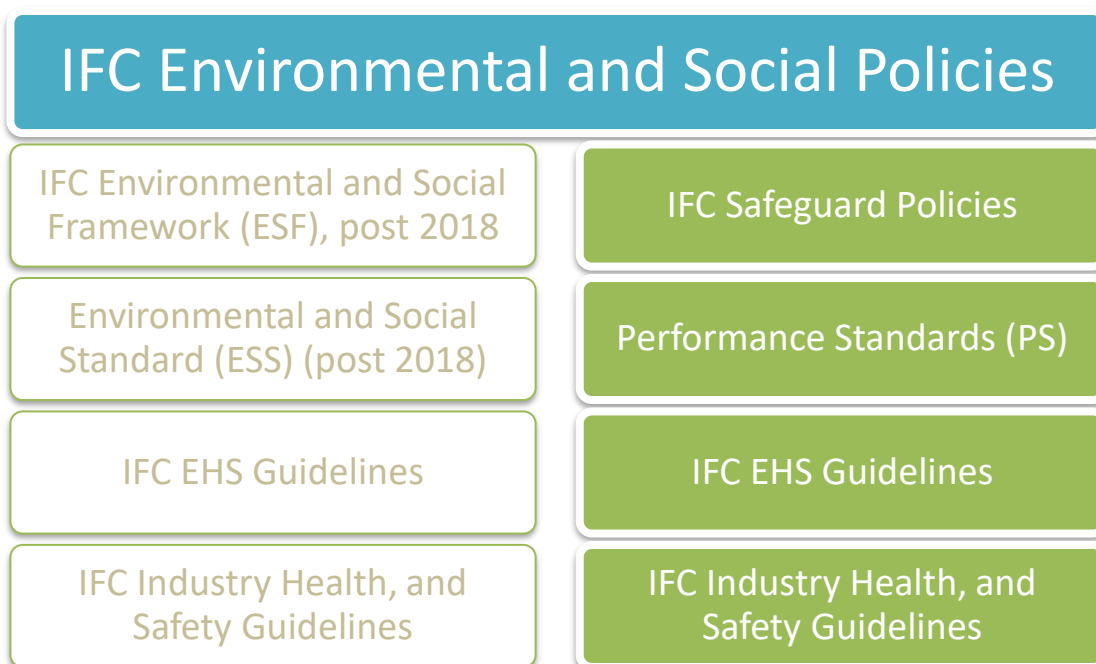 IFC Environmental and Social Policies
IFC Environmental and Social
Framework (ESF), post 2018
IFC Safeguard Policies
Environmental and Social
Standard (ESS) (post 2018)
Performance Standards (PS)
IFC EHS Guidelines
IFC EHS Guidelines
IFC Industry Health, and
Safety Guidelines
IFC Industry Health, and
Safety Guidelines